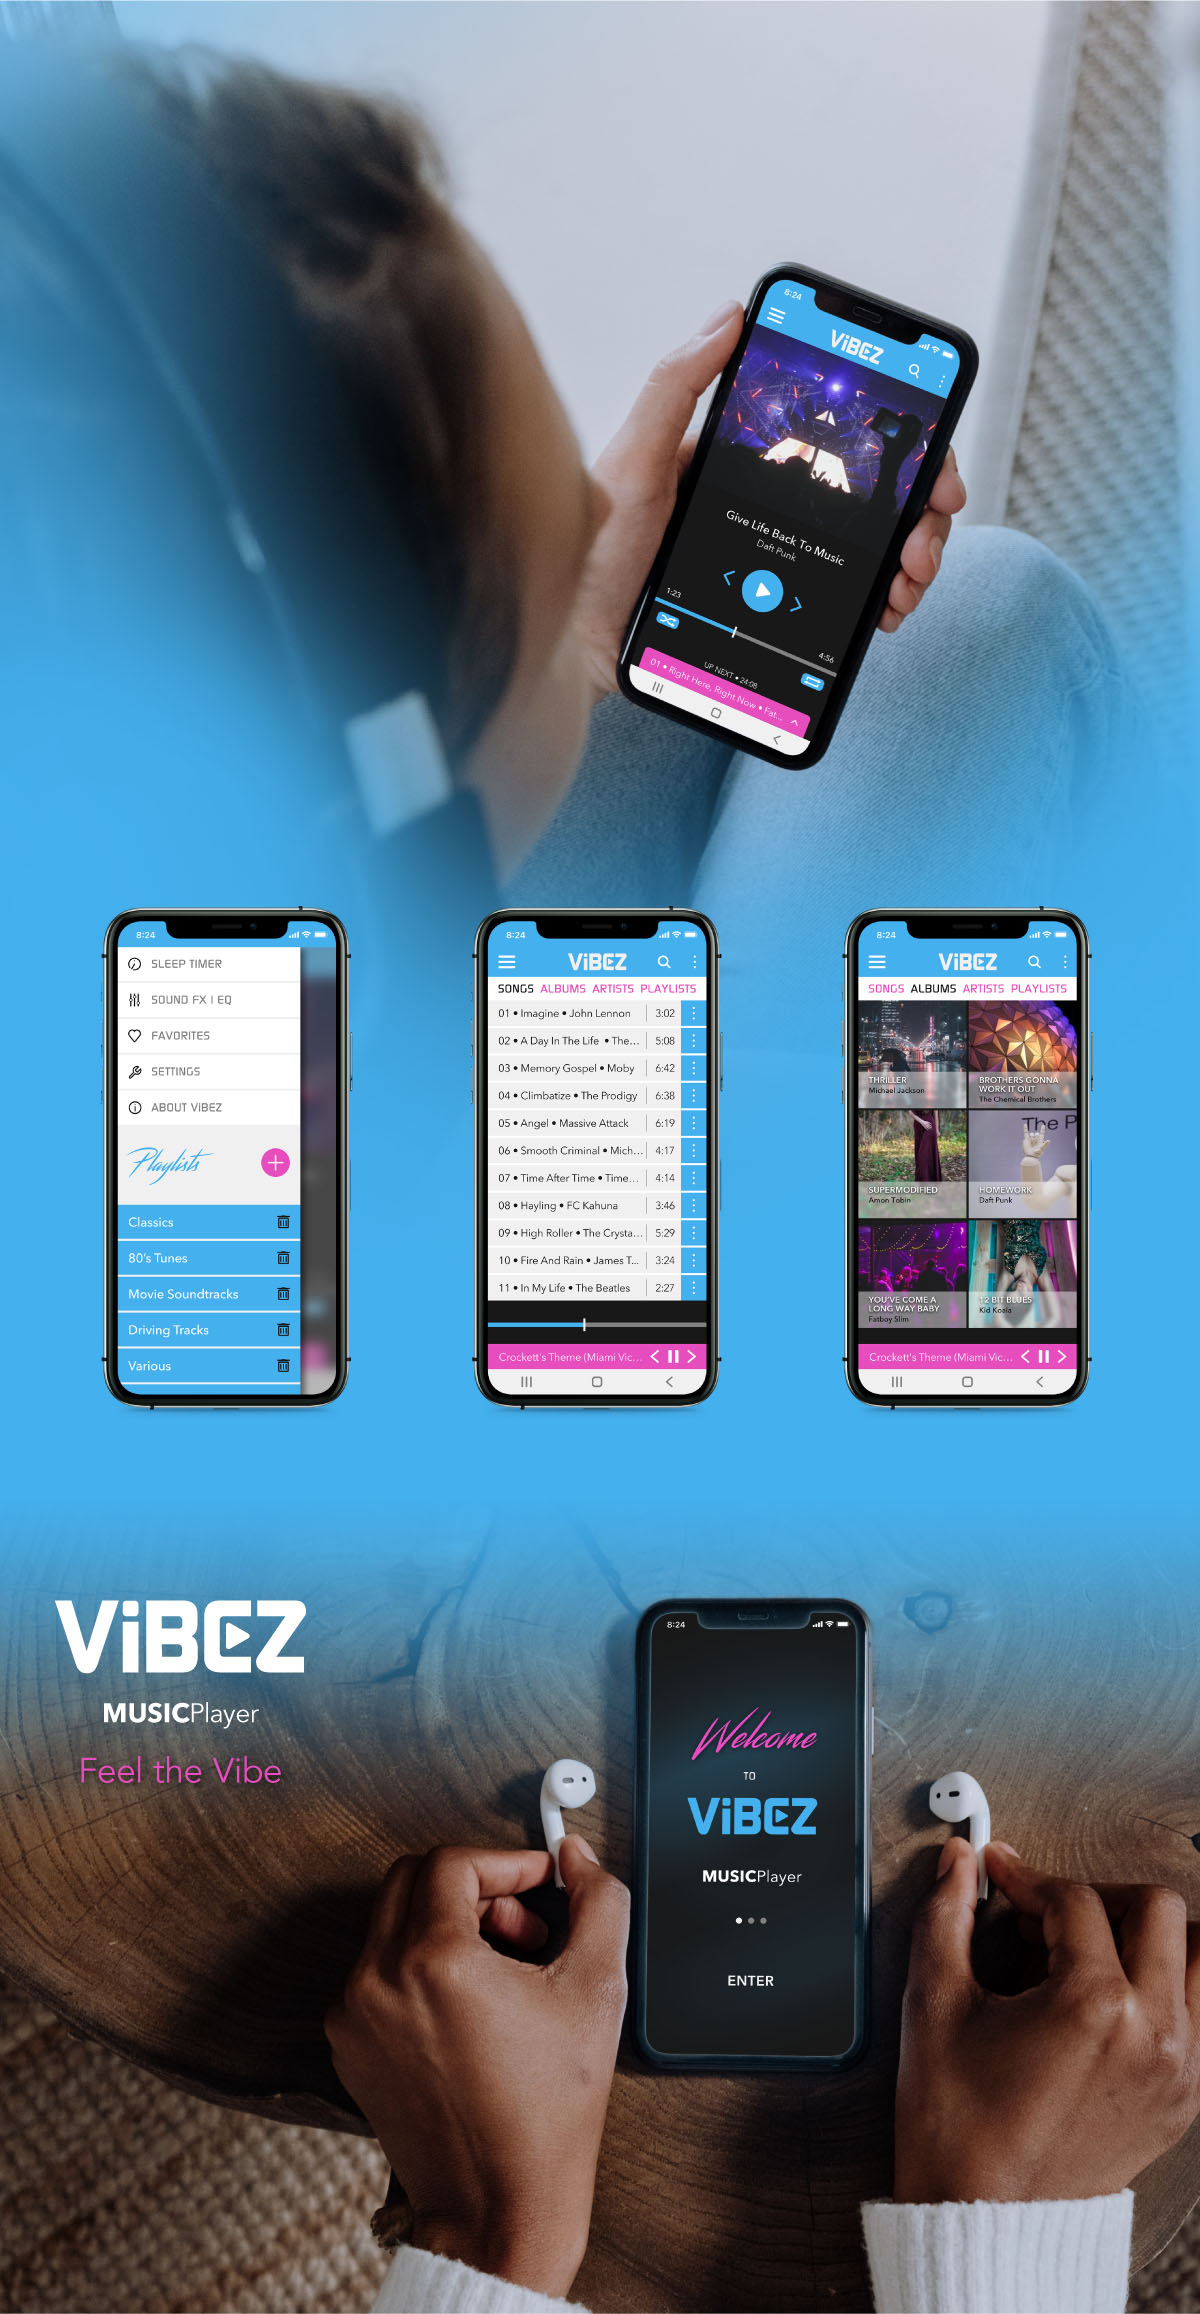 8:24
ViBEZ
Give Life Back To Music
Daft Punk
1:23
4:56
UP NEXT • 24:08
01 • Right Here, Right Now • Fat...
8:24
SLEEP TIMER
SOUND FX | EQ
FAVORITES
SETTINGS
ABOUT ViBEZ
Playlists
Classics
80's Tunes
Movie Soundtracks
Driving Tracks
Various
8:24
ViBEZ
SONGS ALBUMS ARTISTS PLAYLISTS
01 • Imagine • John Lennon 3:02
02 • A Day In The Life • The... 5:08
03 • Memory Gospel • Moby 6:42
04 • Climbatize • The Prodigy 6:38
05 • Angel • Massive Attack 6:19
06 • Smooth Criminal • Mich... 4:17
07 • Time After Time • Time... 4:14
08 • Hayling • FC Kahuna 3:46
09 • High Roller • The Crysta... 5:29
10 • Fire And Rain • James T... 3:24
11 • In My Life • The Beatles 2:27
Crockett's Theme (Miami Vic...
8:24
ViBEZ
SONGS ALBUMS ARTISTS PLAYLISTS
THRILLER
Michael Jackson
BROTHERS GONNA
WORK IT OUT
The Chemical Brothers
The P
SUPERMODIFIED
Amon Tobin
HOMEWORK
Daft Punk
YOU'VE COME A
LONG WAY BABY
Fatboy Slim
12 BIT BLUES
Kid Koala
Crockett's Theme (Miami Vic...
ViBEZ
MUSICPlayer
Feel the Vibe
8:24
Welcome
TO
ViBEZ
MUSICPlayer
ENTER